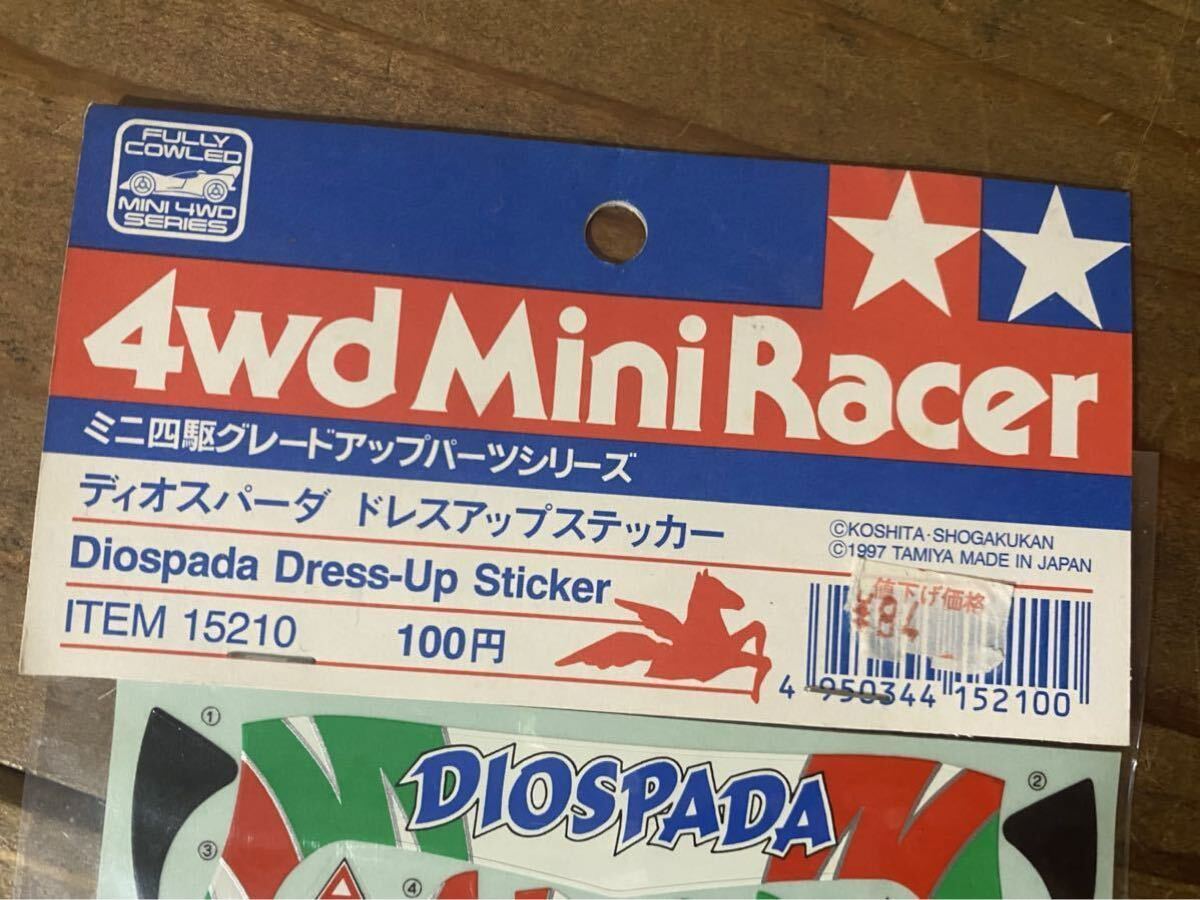 FULLY
COWLED
MINI 4WD
SERIES
4wd Mini Racer
ミニ四駆グレードアップパーツシリーズ
ディオスパーダ ドレスアップステッカー
©KOSHITA·SHOGAKUKAN
©1997 TAMIYA MADE IN JAPAN
Diospada Dress-Up Sticker
ITEM 15210 100円
値下げ価格
4 950344 152100
① DIOSPADA ②
③ ④